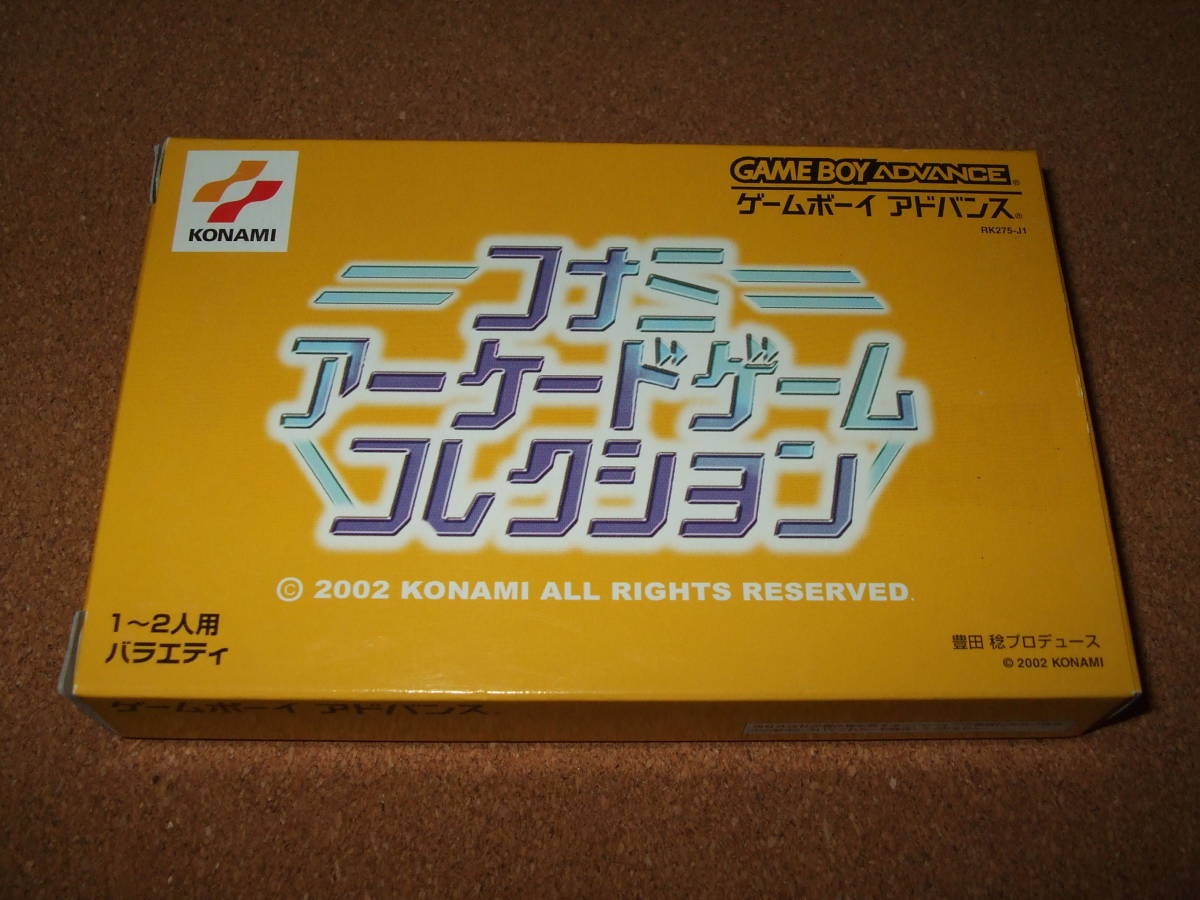 KONAMI
GAME BOY ADVANCE®
ゲームボーイ アドバンス®
RK275-J1
コナミ
アーケードゲーム
コレクション
© 2002 KONAMI ALL RIGHTS RESERVED.
1〜2人用
バラエティ
豊田 稔プロデュース
© 2002 KONAMI
ゲームボーイ アドバンス®